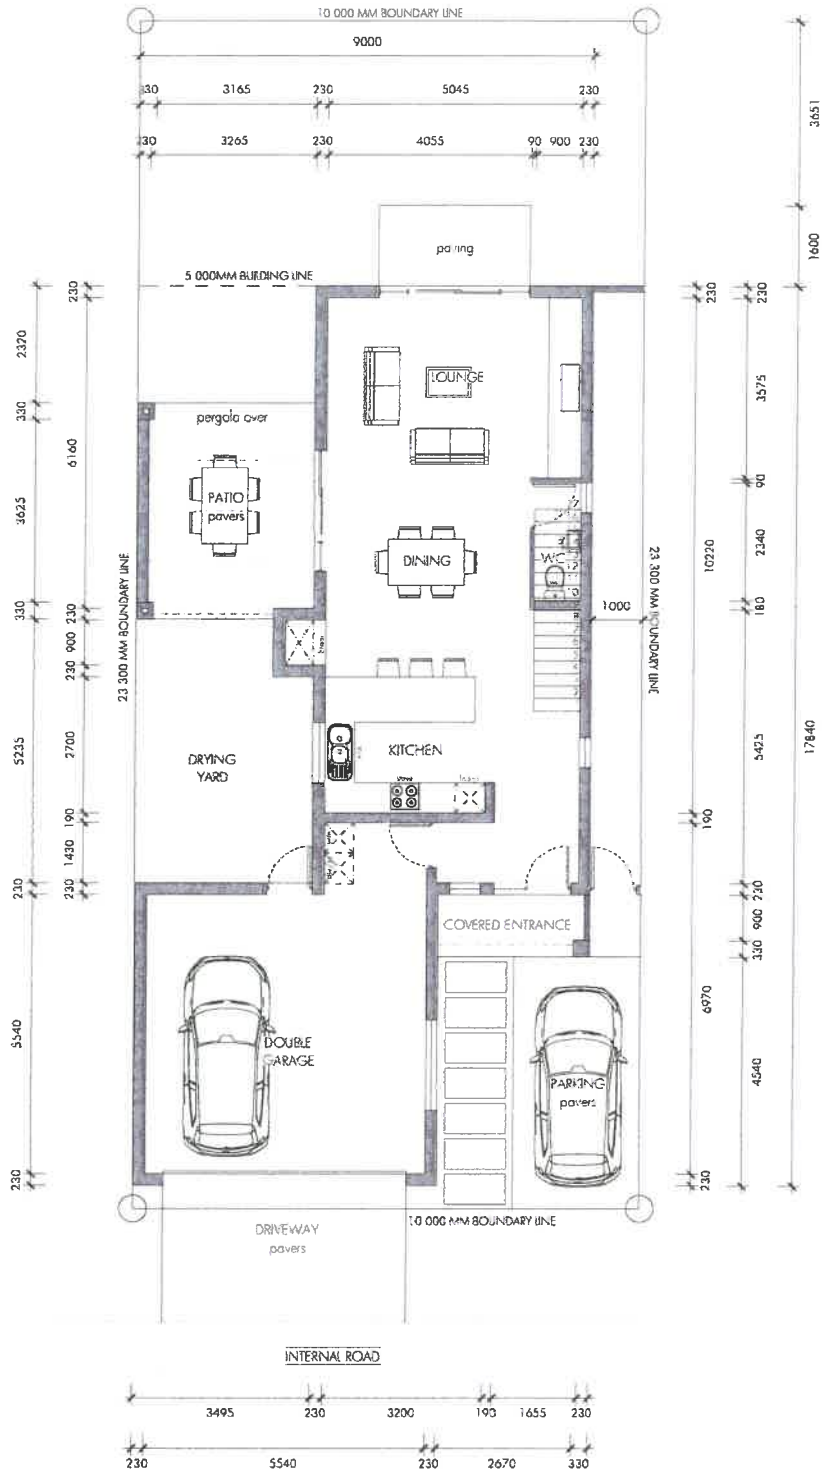 10 000 MM BOUNDARY LINE
9000
3165
230
5045
230
230
3265
230
4055
90
900
230
3651
1600
paving
5 000MM BUILDING LINE
230
2320
330
3625
330
5235
230
5540
230
6160
230
900
230
2700
190
1430
230
LOUNGE
pergola over
PATIO
pavers
DINING
WC
1000
23 300 MM BOUNDARY LINE
23 300 MM BOUNDARY LINE
KITCHEN
DRYING
YARD
COVERED ENTRANCE
DOUBLE
GARAGE
PARKING
pavers
230
10220
190
6970
230
230
3575
90
2340
180
5425
230
900
330
4540
17840
10 000 MM BOUNDARY LINE
DRIVEWAY
pavers
INTERNAL ROAD
3495
230
3200
190
1655
230
230
5540
230
2670
330